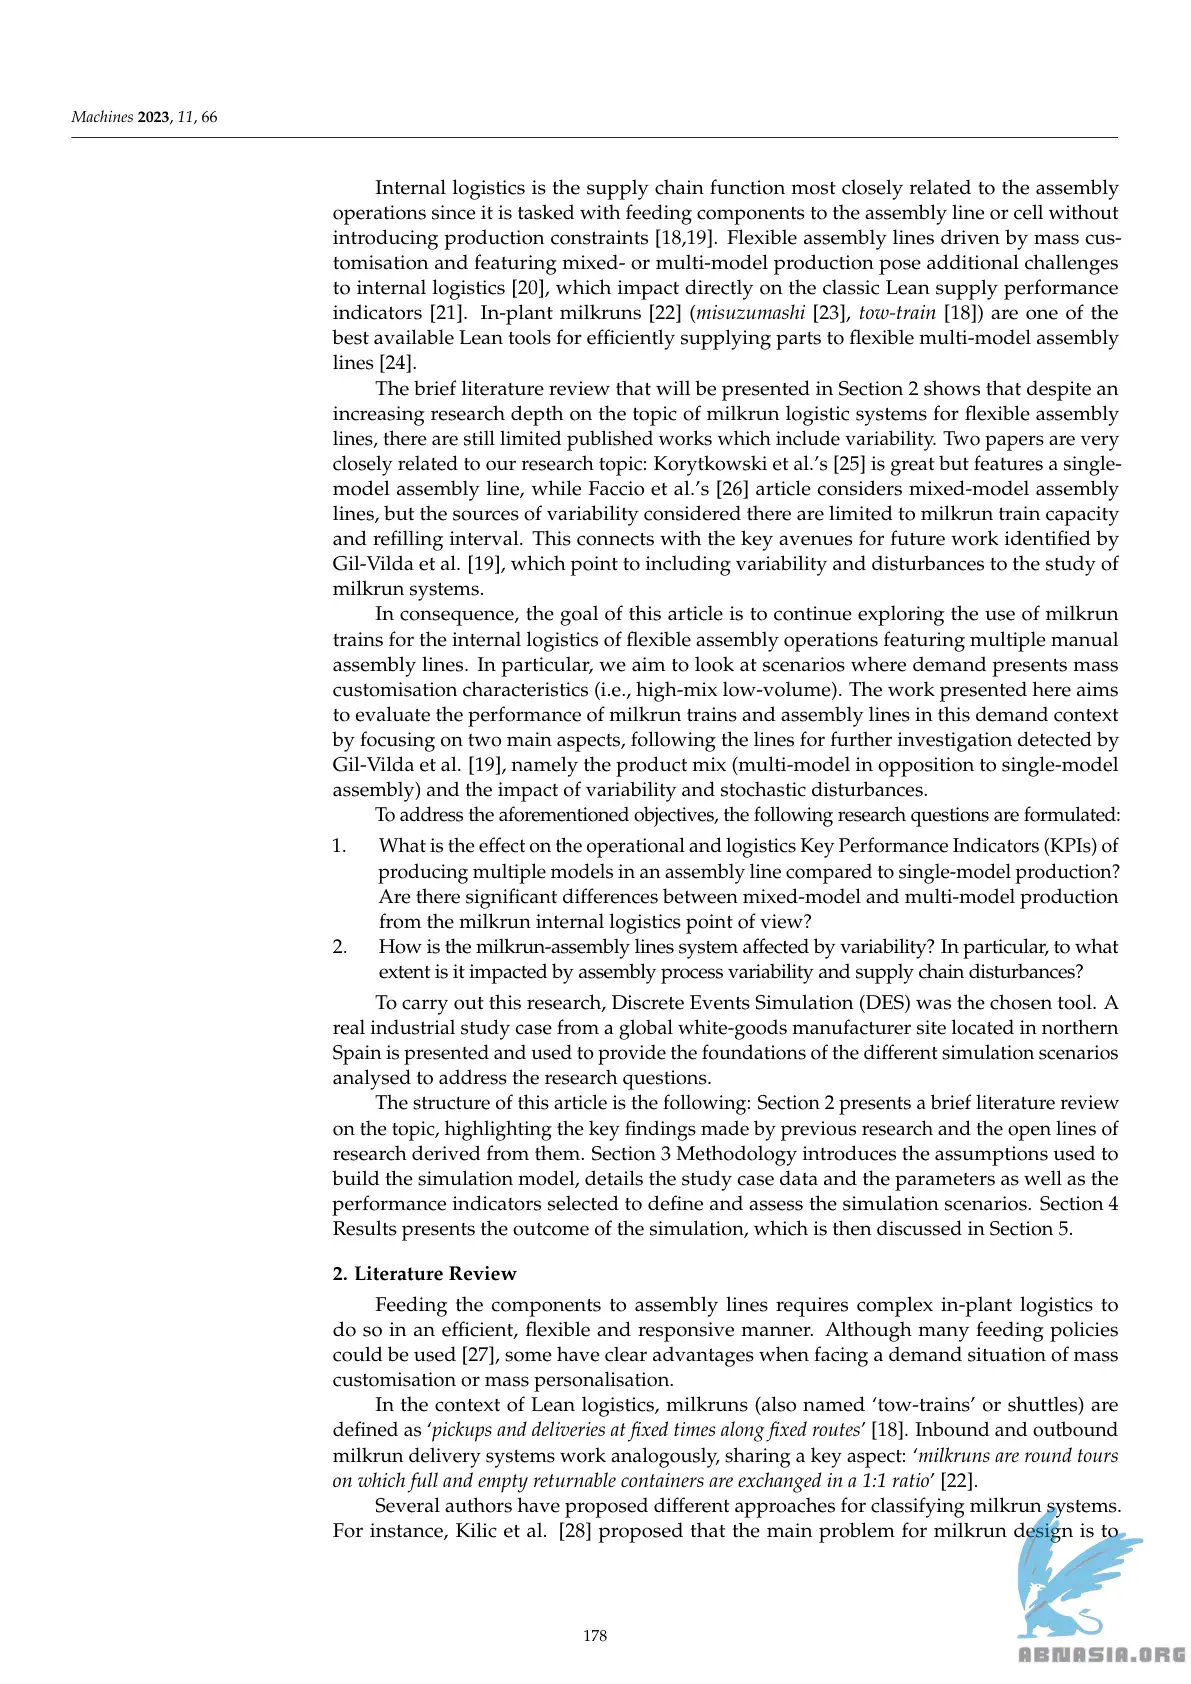 Machines 2023, 11, 66
Internal logistics is the supply chain function most closely related to the assembly
operations since it is tasked with feeding components to the assembly line or cell without
introducing production constraints [18,19]. Flexible assembly lines driven by mass cus-
tomisation and featuring mixed- or multi-model production pose additional challenges
to internal logistics [20], which impact directly on the classic Lean supply performance
indicators [21]. In-plant milkruns [22] (misuzumashi [23], tow-train [18]) are one of the
best available Lean tools for efficiently supplying parts to flexible multi-model assembly
lines [24].
The brief literature review that will be presented in Section 2 shows that despite an
increasing research depth on the topic of milkrun logistic systems for flexible assembly
lines, there are still limited published works which include variability. Two papers are very
closely related to our research topic: Korytkowski et al.'s [25] is great but features a single-
model assembly line, while Faccio et al.'s [26] article considers mixed-model assembly
lines, but the sources of variability considered there are limited to milkrun train capacity
and refilling interval. This connects with the key avenues for future work identified by
Gil-Vilda et al. [19], which point to including variability and disturbances to the study of
milkrun systems.
In consequence, the goal of this article is to continue exploring the use of milkrun
trains for the internal logistics of flexible assembly operations featuring multiple manual
assembly lines. In particular, we aim to look at scenarios where demand presents mass
customisation characteristics (i.e., high-mix low-volume). The work presented here aims
to evaluate the performance of milkrun trains and assembly lines in this demand context
by focusing on two main aspects, following the lines for further investigation detected by
Gil-Vilda et al. [19], namely the product mix (multi-model in opposition to single-model
assembly) and the impact of variability and stochastic disturbances.
To address the aforementioned objectives, the following research questions are formulated:
1. What is the effect on the operational and logistics Key Performance Indicators (KPIs) of
producing multiple models in an assembly line compared to single-model production?
Are there significant differences between mixed-model and multi-model production
from the milkrun internal logistics point of view?
2. How is the milkrun-assembly lines system affected by variability? In particular, to what
extent is it impacted by assembly process variability and supply chain disturbances?
To carry out this research, Discrete Events Simulation (DES) was the chosen tool. A
real industrial study case from a global white-goods manufacturer site located in northern
Spain is presented and used to provide the foundations of the different simulation scenarios
analysed to address the research questions.
The structure of this article is the following: Section 2 presents a brief literature review
on the topic, highlighting the key findings made by previous research and the open lines of
research derived from them. Section 3 Methodology introduces the assumptions used to
build the simulation model, details the study case data and the parameters as well as the
performance indicators selected to define and assess the simulation scenarios. Section 4
Results presents the outcome of the simulation, which is then discussed in Section 5.
2. Literature Review
Feeding the components to assembly lines requires complex in-plant logistics to
do so in an efficient, flexible and responsive manner. Although many feeding policies
could be used [27], some have clear advantages when facing a demand situation of mass
customisation or mass personalisation.
In the context of Lean logistics, milkruns (also named 'tow-trains' or shuttles) are
defined as 'pickups and deliveries at fixed times along fixed routes' [18]. Inbound and outbound
milkrun delivery systems work analogously, sharing a key aspect: 'milkruns are round tours
on which full and empty returnable containers are exchanged in a 1:1 ratio' [22].
Several authors have proposed different approaches for classifying milkrun systems.
For instance, Kilic et al. [28] proposed that the main problem for milkrun design is to
178
ABNASIA.ORG